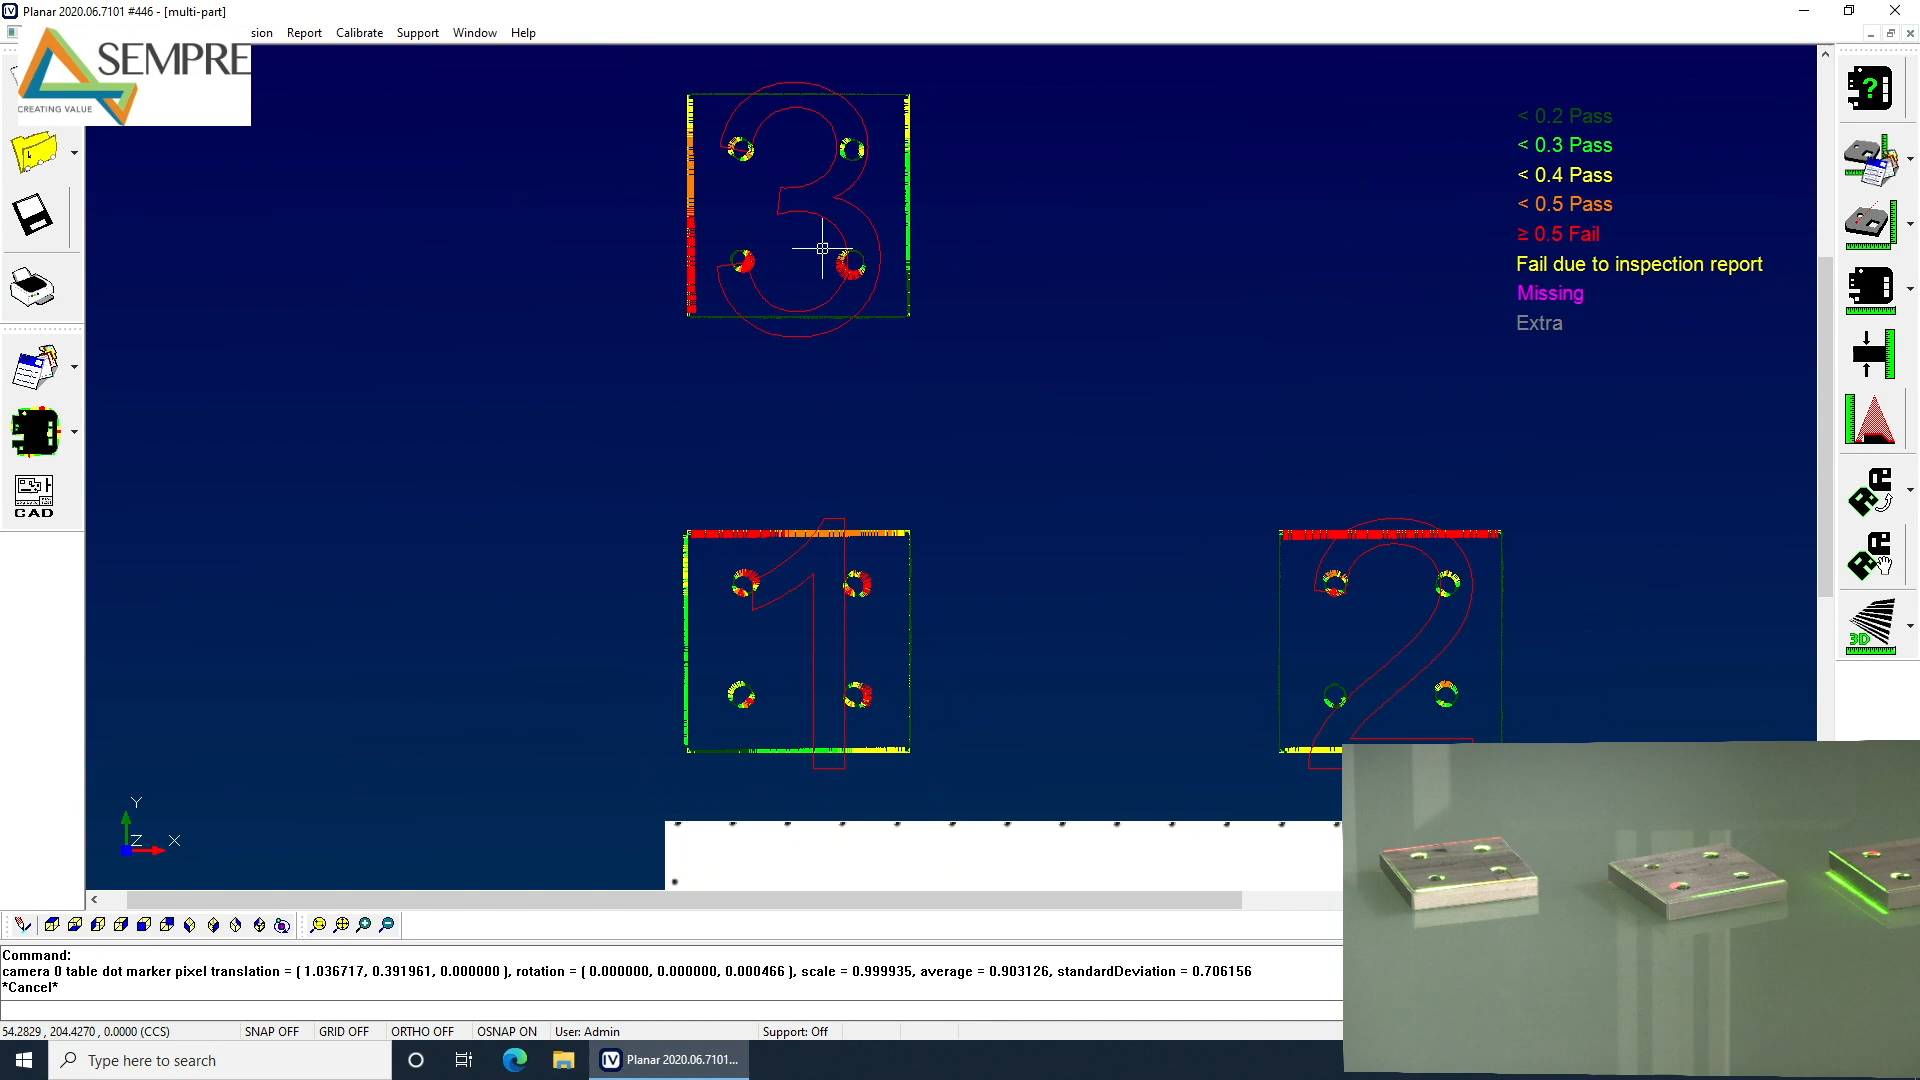 Planar 2020.06.7101 #446 - [multi-part]
sion Report Calibrate Support Window Help
SEMPRE
CREATING VALUE
< 0.2 Pass
< 0.3 Pass
< 0.4 Pass
< 0.5 Pass
≥ 0.5 Fail
Fail due to inspection report
Missing
Extra
3
1
2
CAD
3D
?
Y
Z X
Command:
camera 0 table dot marker pixel translation = [ 1.036717, 0.391961, 0.000000 ], rotation = [ 0.000000, 0.000000, 0.000466 ], scale = 0.999935, average = 0.903126, standardDeviation = 0.706156
*Cancel*
54.2829 , 204.4270 , 0.0000 (CCS) SNAP OFF GRID OFF ORTHO OFF OSNAP ON User: Admin Support: Off
Type here to search
IV Planar 2020.06.7101...